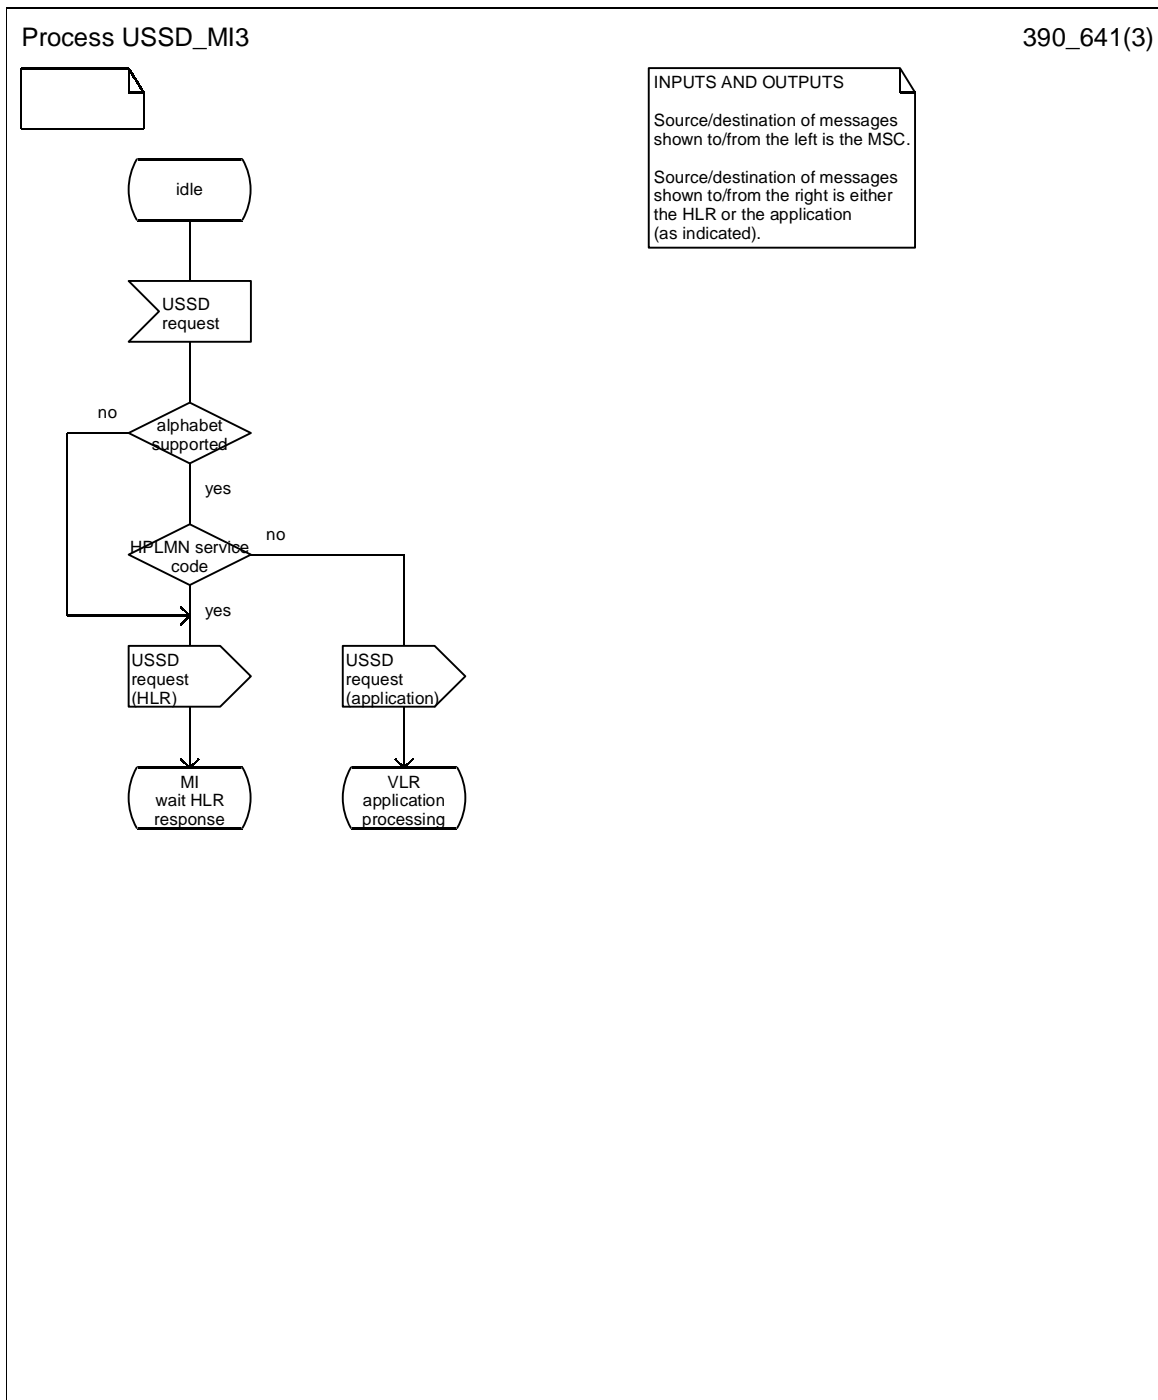 Process USSD_MI3
390_641(3)
INPUTS AND OUTPUTS
Source/destination of messages
shown to/from the left is the MSC.
Source/destination of messages
shown to/from the right is either
the HLR or the application
(as indicated).
idle
USSD
request
no
alphabet
supported
yes
no
HPLMN service
code
yes
USSD
request
(HLR)
USSD
request
(application)
MI
wait HLR
response
VLR
application
processing